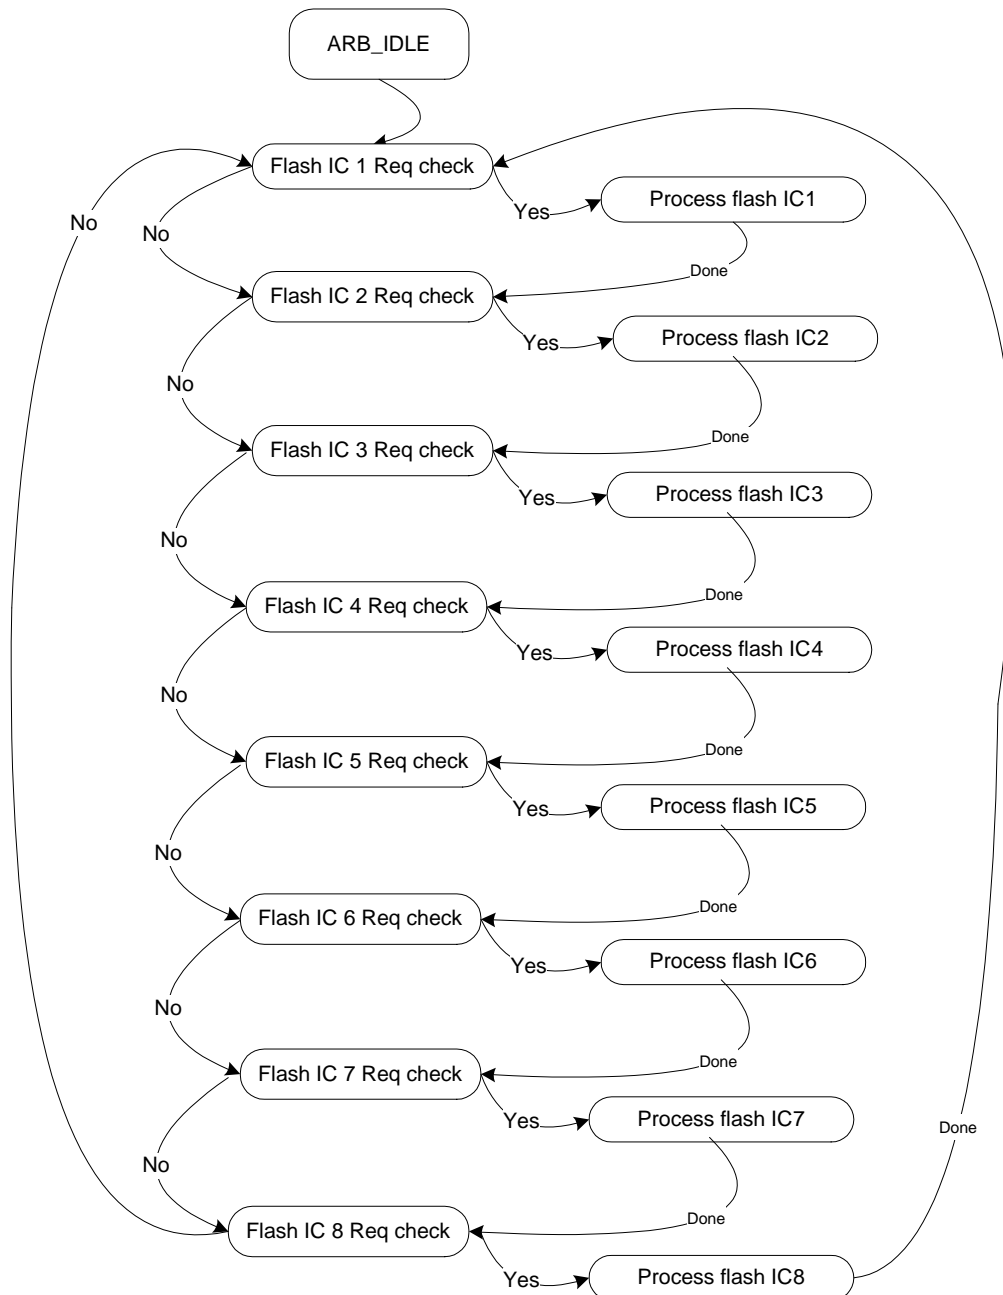 ARB_IDLE
Flash IC 1 Req check
Process flash IC1
Yes
No
No
Done
Flash IC 2 Req check
Process flash IC2
Yes
No
Done
Flash IC 3 Req check
Process flash IC3
Yes
No
Done
Flash IC 4 Req check
Process flash IC4
Yes
No
Done
Flash IC 5 Req check
Process flash IC5
Yes
No
Done
Flash IC 6 Req check
Process flash IC6
Yes
No
Done
Flash IC 7 Req check
Process flash IC7
Yes
Done
No
Done
Flash IC 8 Req check
Process flash IC8
Yes